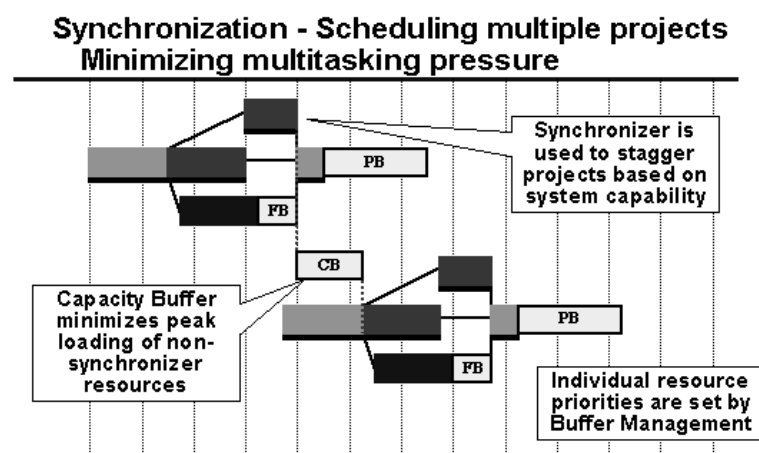 Synchronization - Scheduling multiple projects
Minimizing multitasking pressure
Synchronizer is
used to stagger
projects based on
system capability
PB
FB
CB
Capacity Buffer
minimizes peak
loading of non-
synchronizer
resources
PB
FB
Individual resource
priorities are set by
Buffer Management